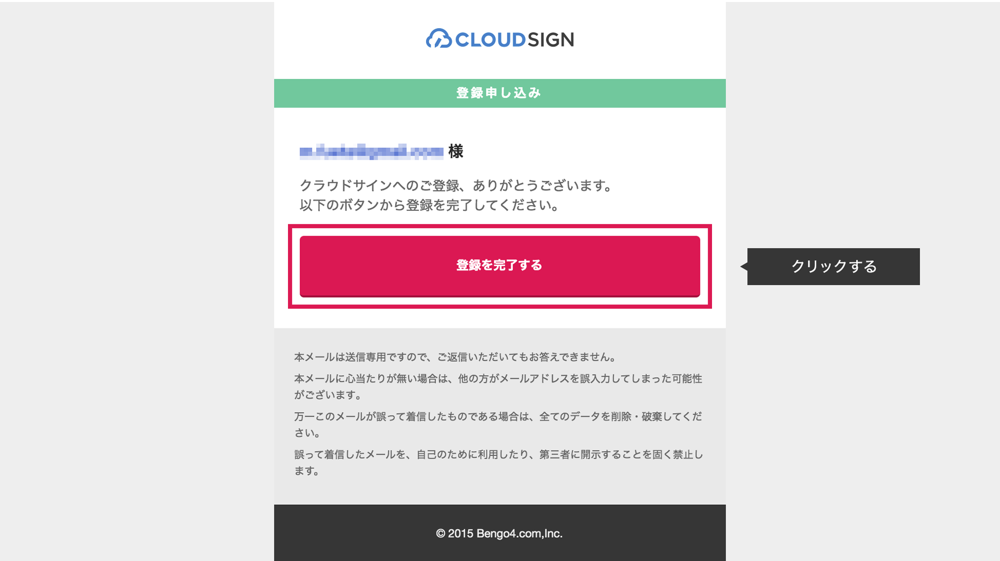 CLOUDSIGN
登録申し込み
様
クラウドサインへのご登録、ありがとうございます。
以下のボタンから登録を完了してください。
登録を完了する
クリックする
本メールは送信専用ですので、ご返信いただいてもお答えできません。
本メールに心当たりが無い場合は、他の方がメールアドレスを誤入力してしまった可能性
がございます。
万一このメールが誤って着信したものである場合は、全てのデータを削除・破棄してくだ
さい。
誤って着信したメールを、自己のために利用したり、第三者に開示することを固く禁止し
ます。
© 2015 Bengo4.com,Inc.